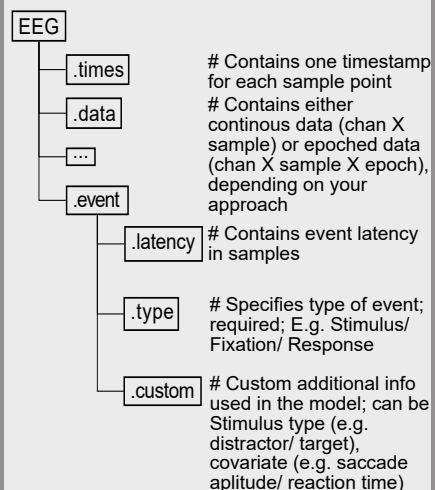 EEG
.times
# Contains one timestamp
for each sample point
.data
# Contains either
continous data (chan X
sample) or epoched data
(chan X sample X epoch),
depending on your
approach
...
.event
.latency
# Contains event latency
in samples
.type
# Specifies type of event;
required; E.g. Stimulus/
Fixation/ Response
.custom
# Custom additional info
used in the model; can be
Stimulus type (e.g.
distractor/ target),
covariate (e.g. saccade
aplitude/ reaction time)